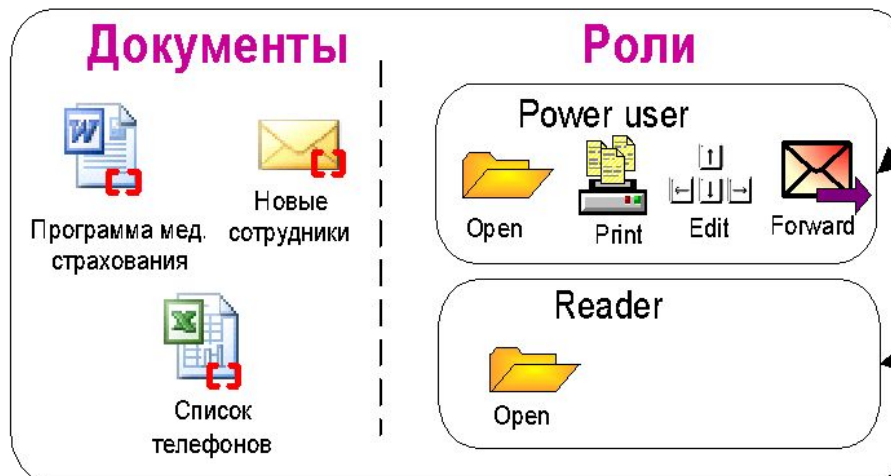 Документы
Программа мед.
страхования
Новые
сотрудники
Список
телефонов
Роли
Power user
Open
Print
Edit
Forward
Reader
Open